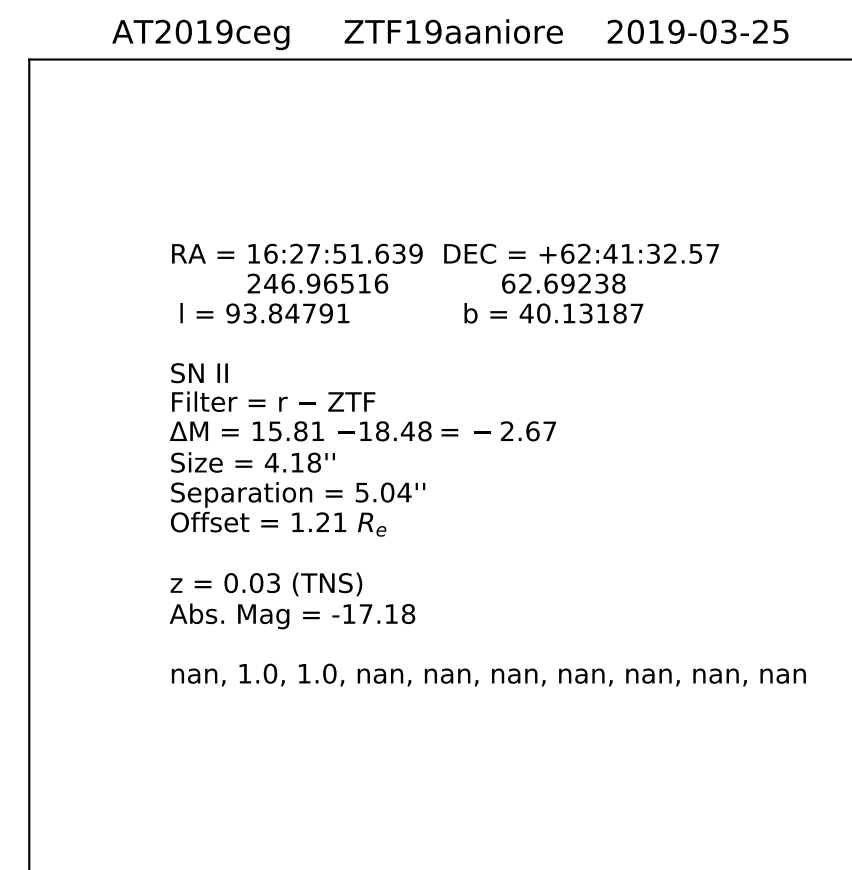 AT2019ceg ZTF19aaniore 2019-03-25
RA = 16:27:51.639 DEC = +62:41:32.57
246.96516 62.69238
l = 93.84791 b = 40.13187
SN II
Filter = r − ZTF
ΔM = 15.81 −18.48 = − 2.67
Size = 4.18''
Separation = 5.04''
Offset = 1.21 Re
z = 0.03 (TNS)
Abs. Mag = -17.18
nan, 1.0, 1.0, nan, nan, nan, nan, nan, nan, nan